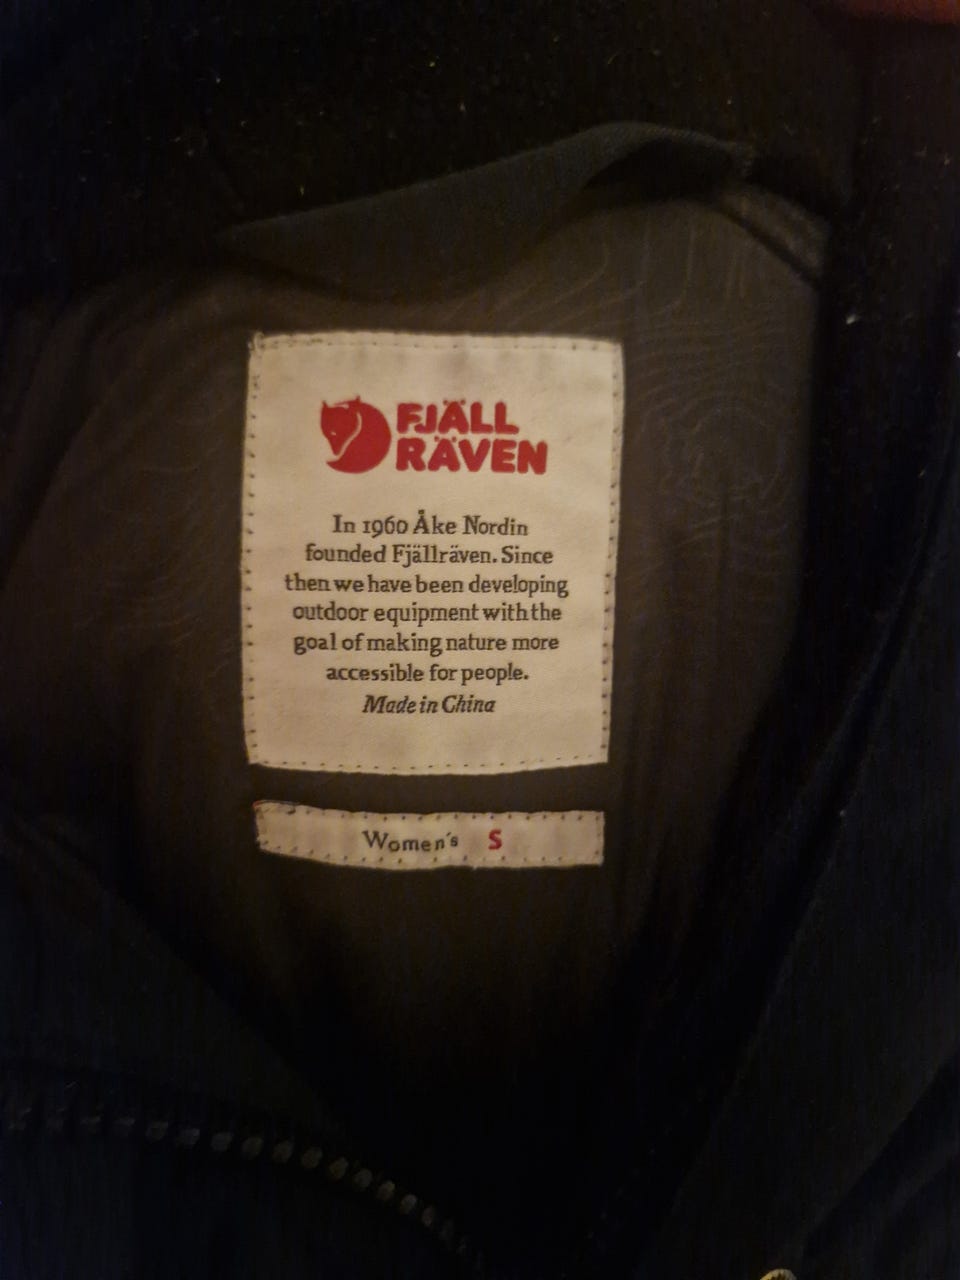 FJÄLL
RÄVEN
In 1960 Åke Nordin
founded Fjällräven. Since
then we have been developing
outdoor equipment with the
goal of making nature more
accessible for people.
Made in China
Women's S